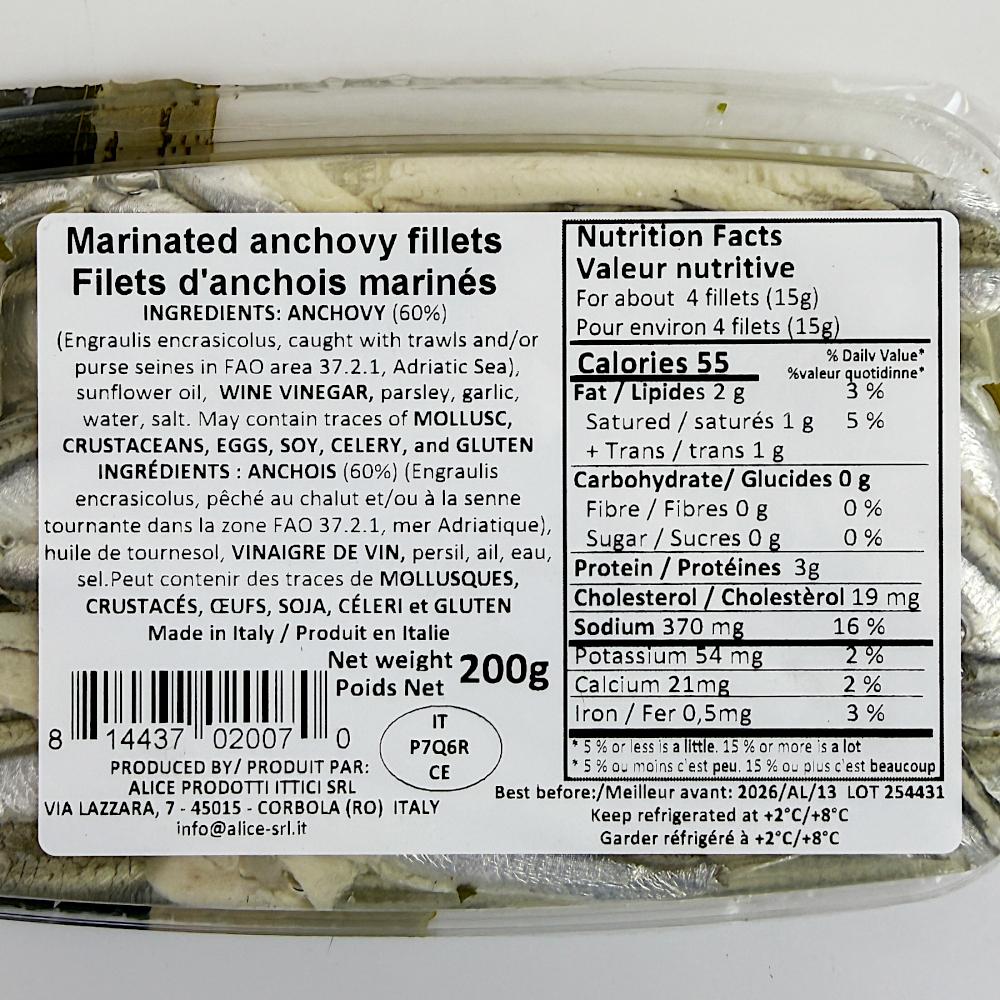 Marinated anchovy fillets
Filets d'anchois marinés
INGREDIENTS: ANCHOVY (60%)
(Engraulis encrasicolus, caught with trawls and/or
purse seines in FAO area 37.2.1, Adriatic Sea),
sunflower oil, WINE VINEGAR, parsley, garlic,
water, salt. May contain traces of MOLLUSC,
CRUSTACEANS, EGGS, SOY, CELERY, and GLUTEN
INGRÉDIENTS : ANCHOIS (60%) (Engraulis
encrasicolus, pêché au chalut et/ou à la senne
tournante dans la zone FAO 37.2.1, mer Adriatique),
huile de tournesol, VINAIGRE DE VIN, persil, ail, eau,
sel.Peut contenir des traces de MOLLUSQUES,
CRUSTACÉS, ŒUFS, SOJA, CÉLERI et GLUTEN
Made in Italy / Produit en Italie
Net weight 200g
Poids Net
8 14437 02007 0
IT
P7Q6R
CE
PRODUCED BY/ PRODUIT PAR:
ALICE PRODOTTI ITTICI SRL
VIA LAZZARA, 7 - 45015 - CORBOLA (RO) ITALY
info@alice-srl.it
Nutrition Facts
Valeur nutritive
For about 4 fillets (15g)
Pour environ 4 filets (15g)
Calories 55
% Daily Value*
%valeur quotidinne*
Fat / Lipides 2 g 3 %
Satured / saturés 1 g 5 %
+ Trans / trans 1 g
Carbohydrate/ Glucides 0 g
Fibre / Fibres 0 g 0 %
Sugar / Sucres 0 g 0 %
Protein / Protéines 3g
Cholesterol / Cholestèrol 19 mg
Sodium 370 mg 16 %
Potassium 54 mg 2 %
Calcium 21mg 2 %
Iron / Fer 0,5mg 3 %
* 5 % or less is a little. 15 % or more is a lot
* 5 % ou moins c'est peu. 15 % ou plus c'est beaucoup
Best before:/Meilleur avant: 2026/AL/13 LOT 254431
Keep refrigerated at +2°C/+8°C
Garder réfrigéré à +2°C/+8°C